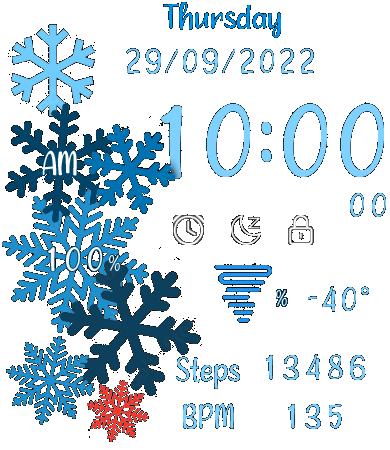 Thursday
29/09/2022
10:00
AM
00
Z
Z
100%
% -40°
Steps 13486
BPM 135